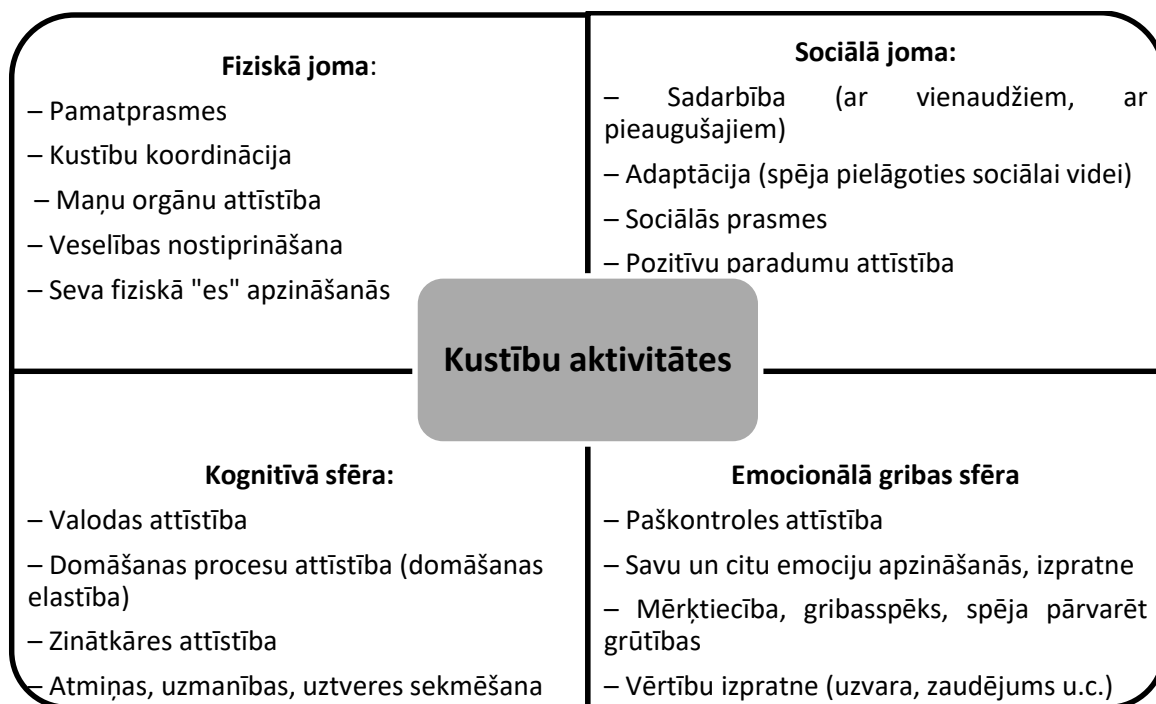 Fiziskā joma:
– Pamatprasmes
– Kustību koordinācija
– Maņu orgānu attīstība
– Veselības nostiprināšana
– Seva fiziskā "es" apzināšanās
Sociālā joma:
– Sadarbība (ar vienaudžiem, ar
pieaugušajiem)
– Adaptācija (spēja pielāgoties sociālai videi)
– Sociālās prasmes
– Pozitīvu paradumu attīstība
Kustību aktivitātes
Kognitīvā sfēra:
– Valodas attīstība
– Domāšanas procesu attīstība (domāšanas
elastība)
– Zinātkāres attīstība
– Atmiņas, uzmanības, uztveres sekmēšana
Emocionālā gribas sfēra
– Paškontroles attīstība
– Savu un citu emociju apzināšanās, izpratne
– Mērķtiecība, gribasspēks, spēja pārvarēt
grūtības
– Vērtību izpratne (uzvara, zaudējums u.c.)